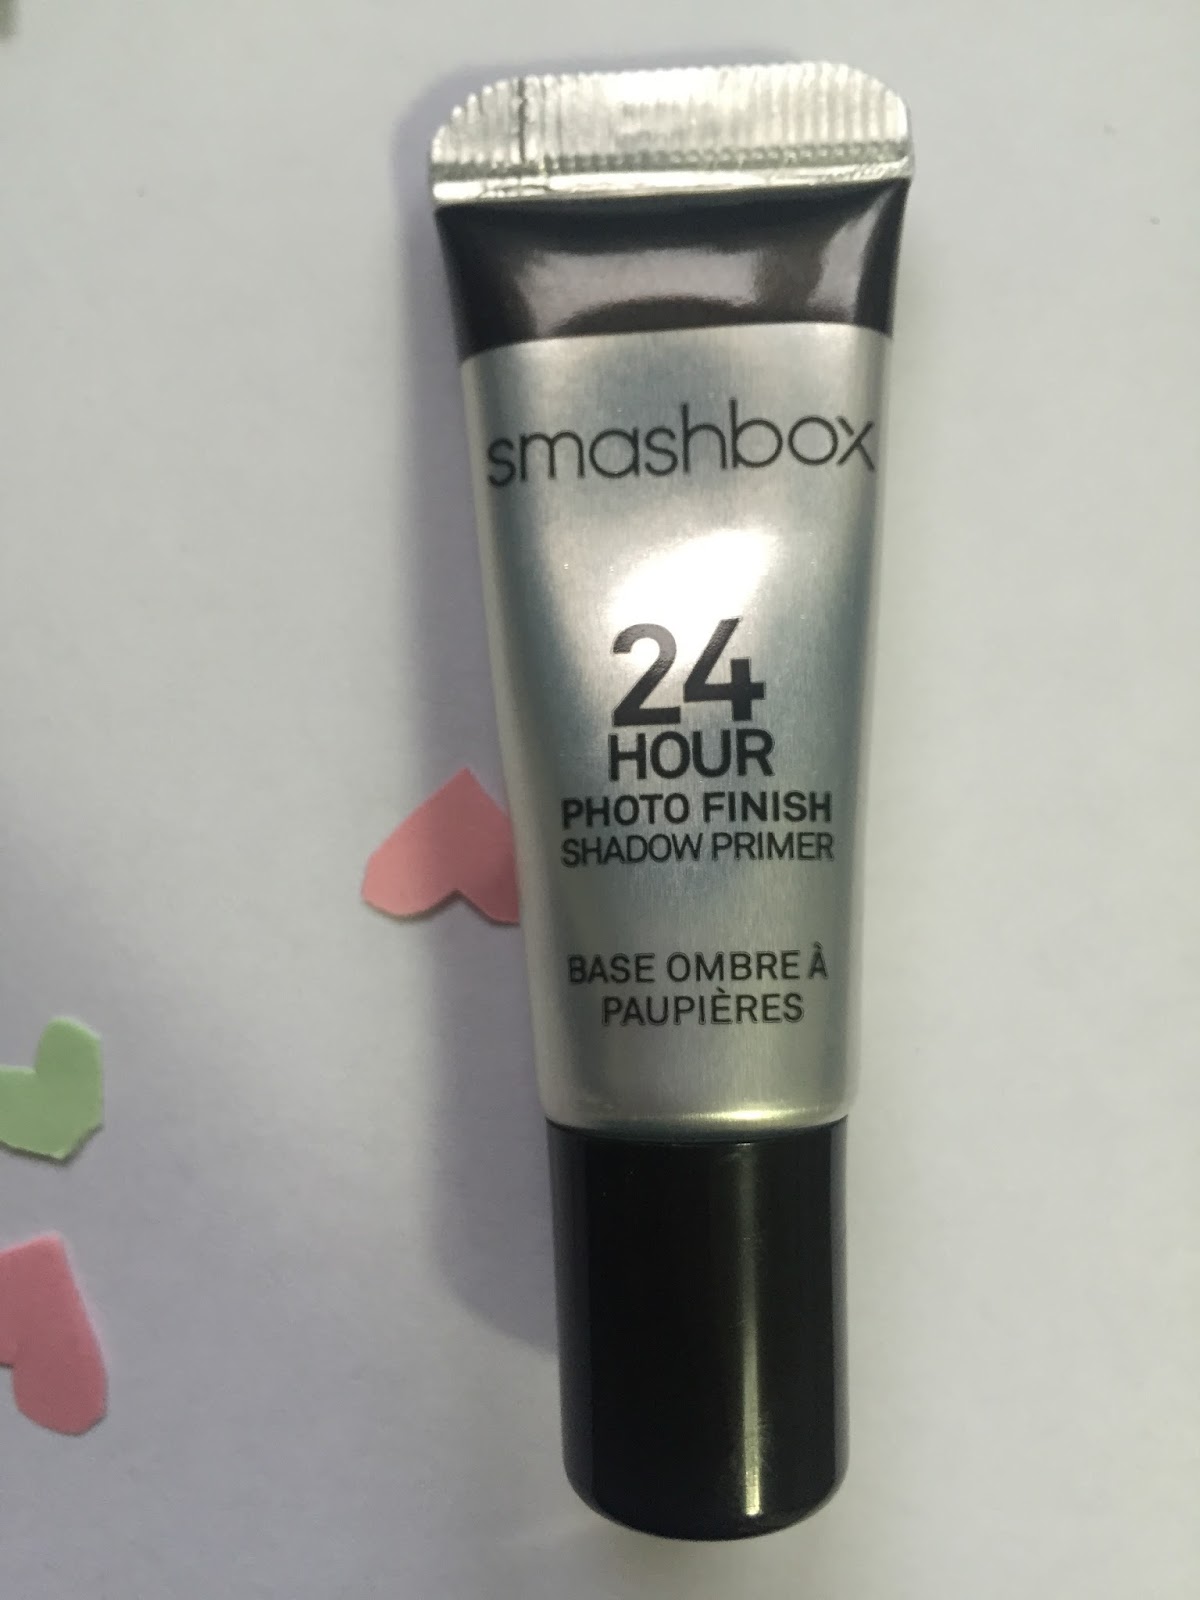 smashbox
24
HOUR
PHOTO FINISH
SHADOW PRIMER
BASE OMBRE À
PAUPIÈRES